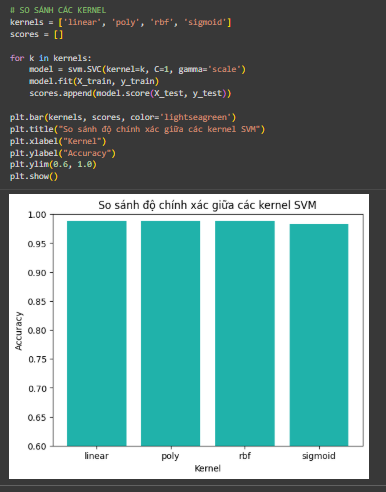 # SO SÁNH CÁC KERNEL
kernels = ['linear', 'poly', 'rbf', 'sigmoid']
scores = []
for k in kernels:
    model = svm.SVC(kernel=k, C=1, gamma='scale')
    model.fit(X_train, y_train)
    scores.append(model.score(X_test, y_test))
plt.bar(kernels, scores, color='lightseagreen')
plt.title("So sánh độ chính xác giữa các kernel SVM")
plt.xlabel("Kernel")
plt.ylabel("Accuracy")
plt.ylim(0.6, 1.0)
plt.show()
So sánh độ chính xác giữa các kernel SVM
1.00
0.95
0.90
0.85
0.80
0.75
0.70
0.65
0.60
Accuracy
linear poly rbf sigmoid
Kernel